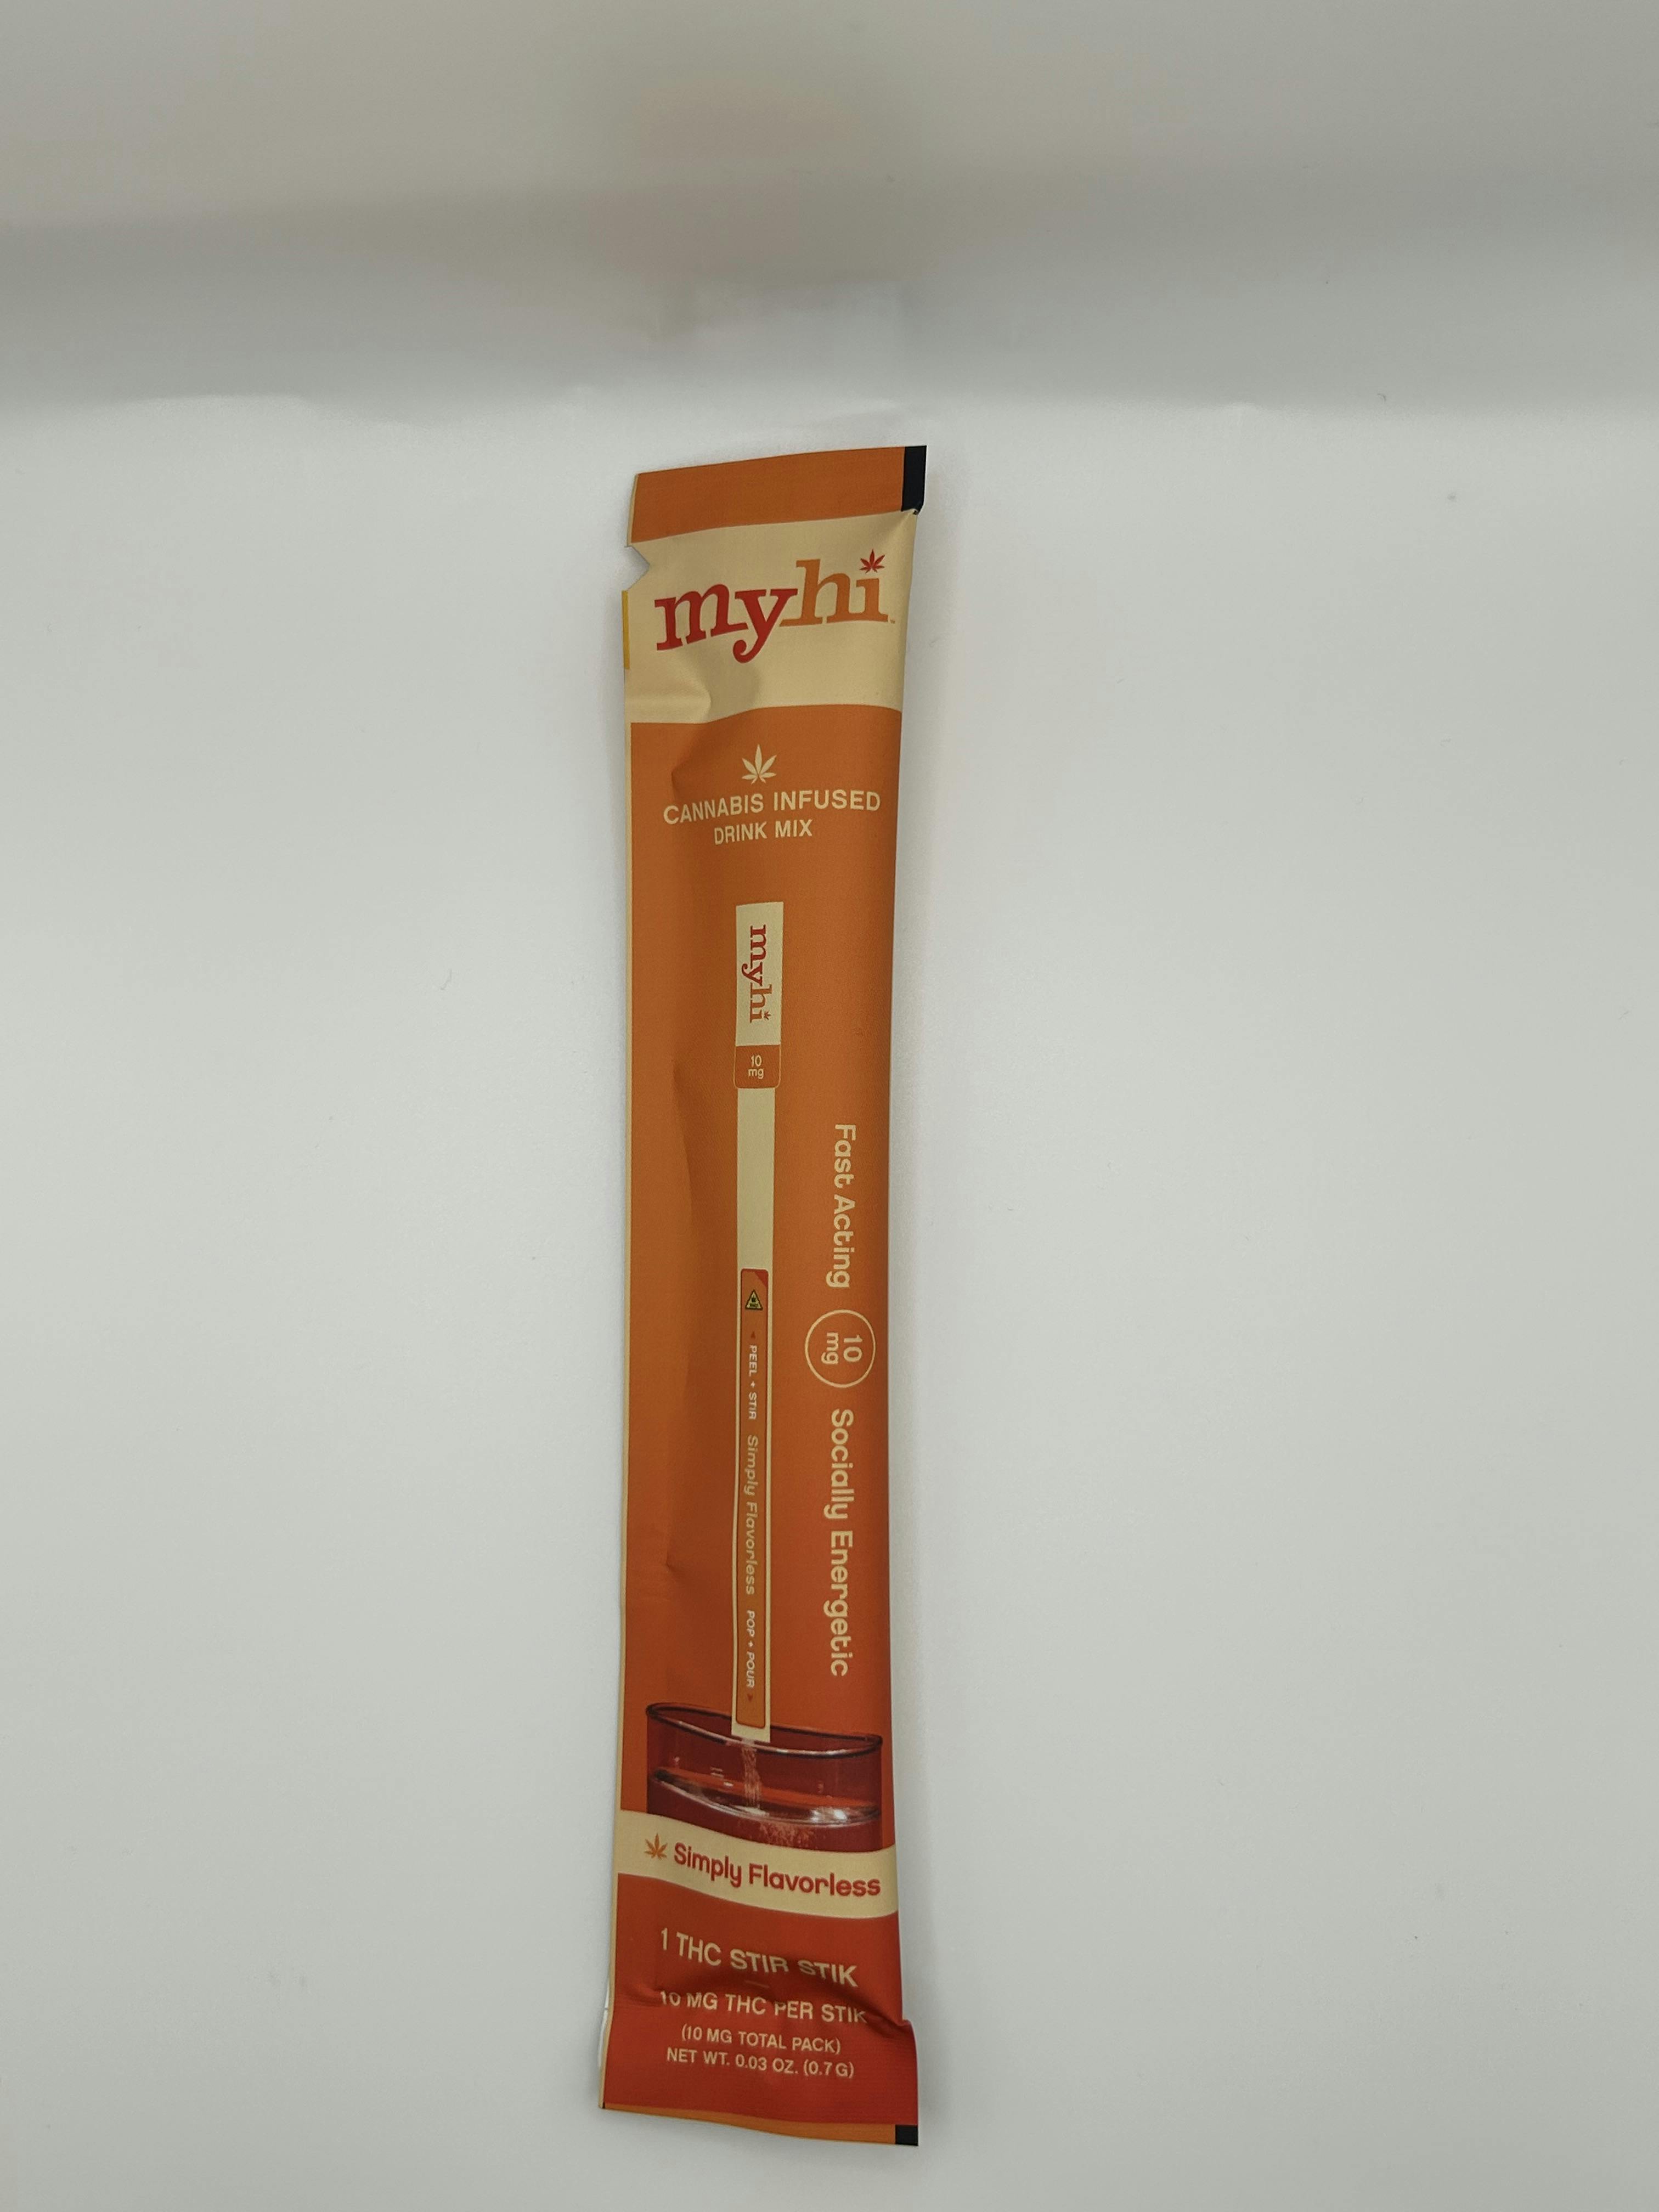 myhi
CANNABIS INFUSED
DRINK MIX
myhi
10
mg
PEEL + STIR Simply Flavorless POP + POUR
Fast Acting 10 mg Socially Energetic
Simply Flavorless
1 THC STIR STIK
10 MG THC PER STIK
(10 MG TOTAL PACK)
NET WT. 0.03 OZ. (0.7 G)